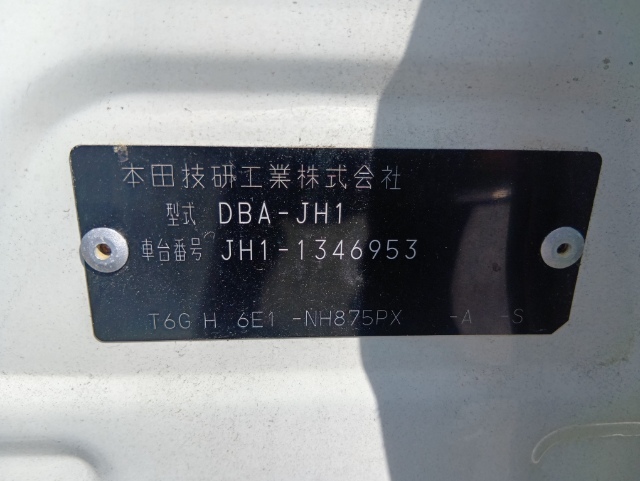 本田技研工業株式会社
型式 DBA-JH1
車台番号 JH1-1346953
T6G H 6E1 -NH875PX -A -S